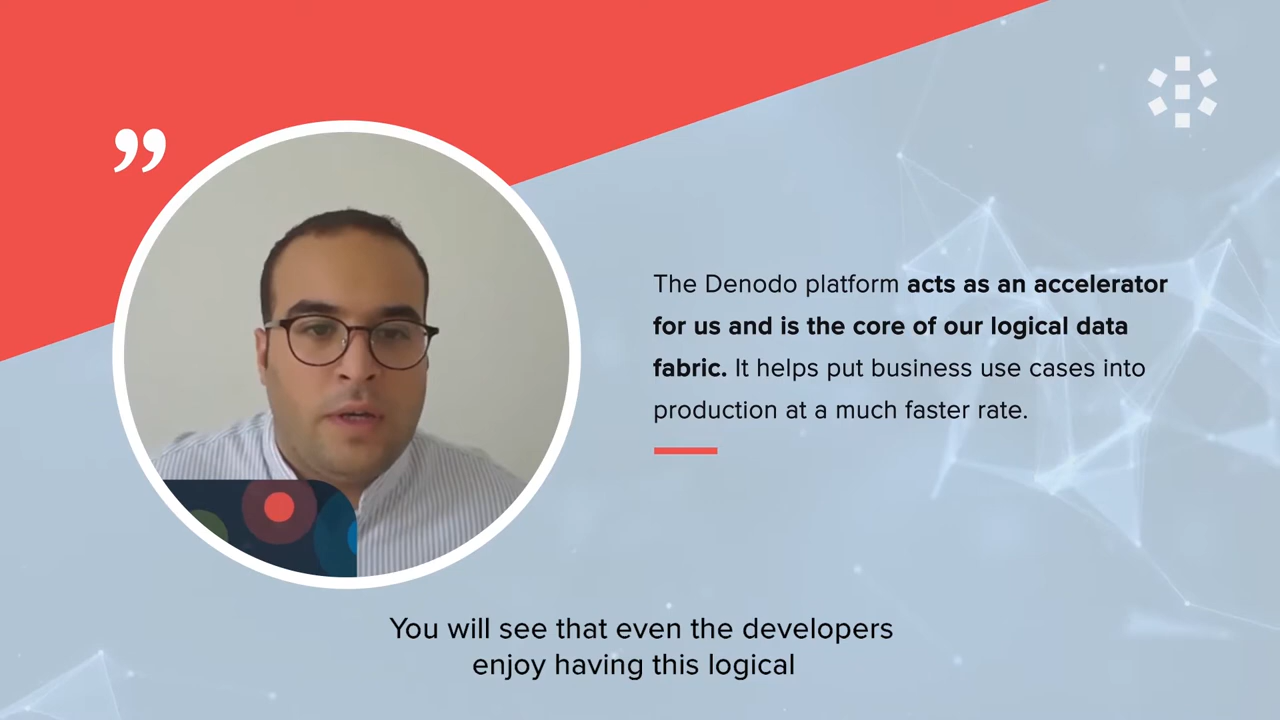 The Denodo platform acts as an accelerator
for us and is the core of our logical data
fabric. It helps put business use cases into
production at a much faster rate.
You will see that even the developers
enjoy having this logical